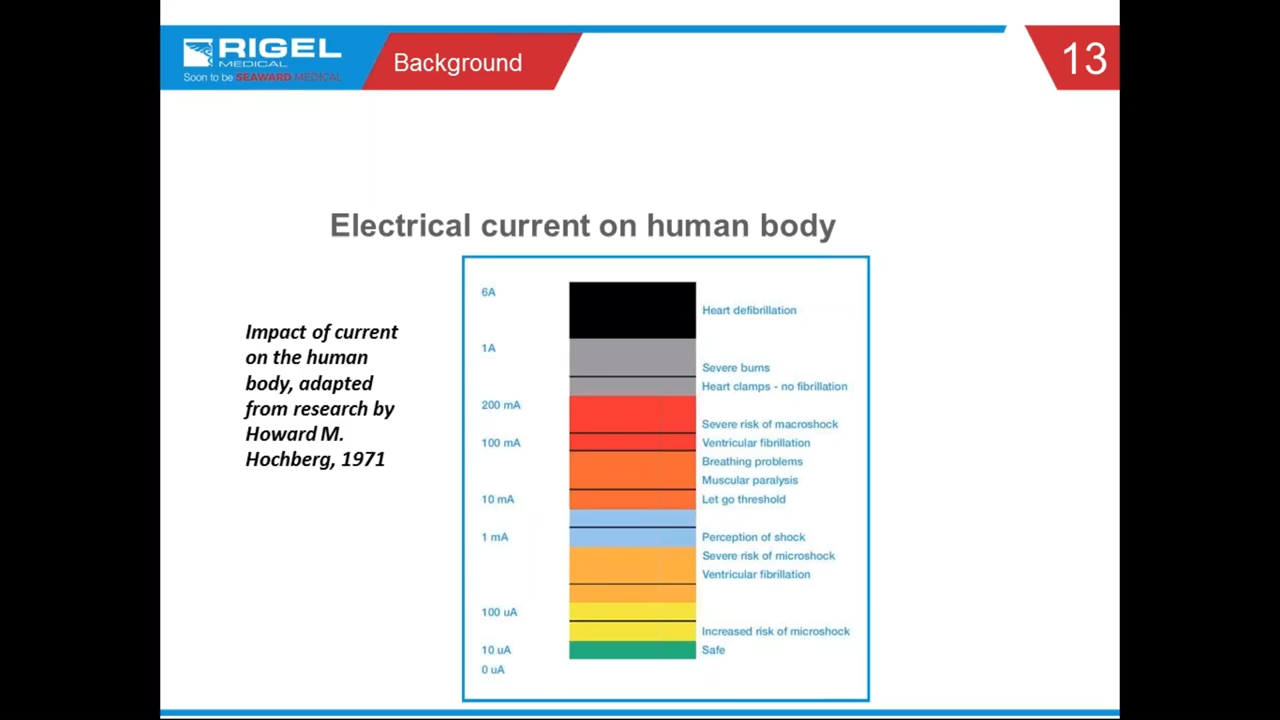 RIGEL
MEDICAL
Soon to be SEAWARD MEDICAL
Background
13
Electrical current on human body
Impact of current
on the human
body, adapted
from research by
Howard M.
Hochberg, 1971
6A
Heart defibrillation
1A
Severe burns
Heart clamps - no fibrillation
200 mA
Severe risk of macroshock
100 mA
Ventricular fibrillation
Breathing problems
Muscular paralysis
10 mA
Let go threshold
1 mA
Perception of shock
Severe risk of microshock
Ventricular fibrillation
100 uA
Increased risk of microshock
10 uA
Safe
0 uA